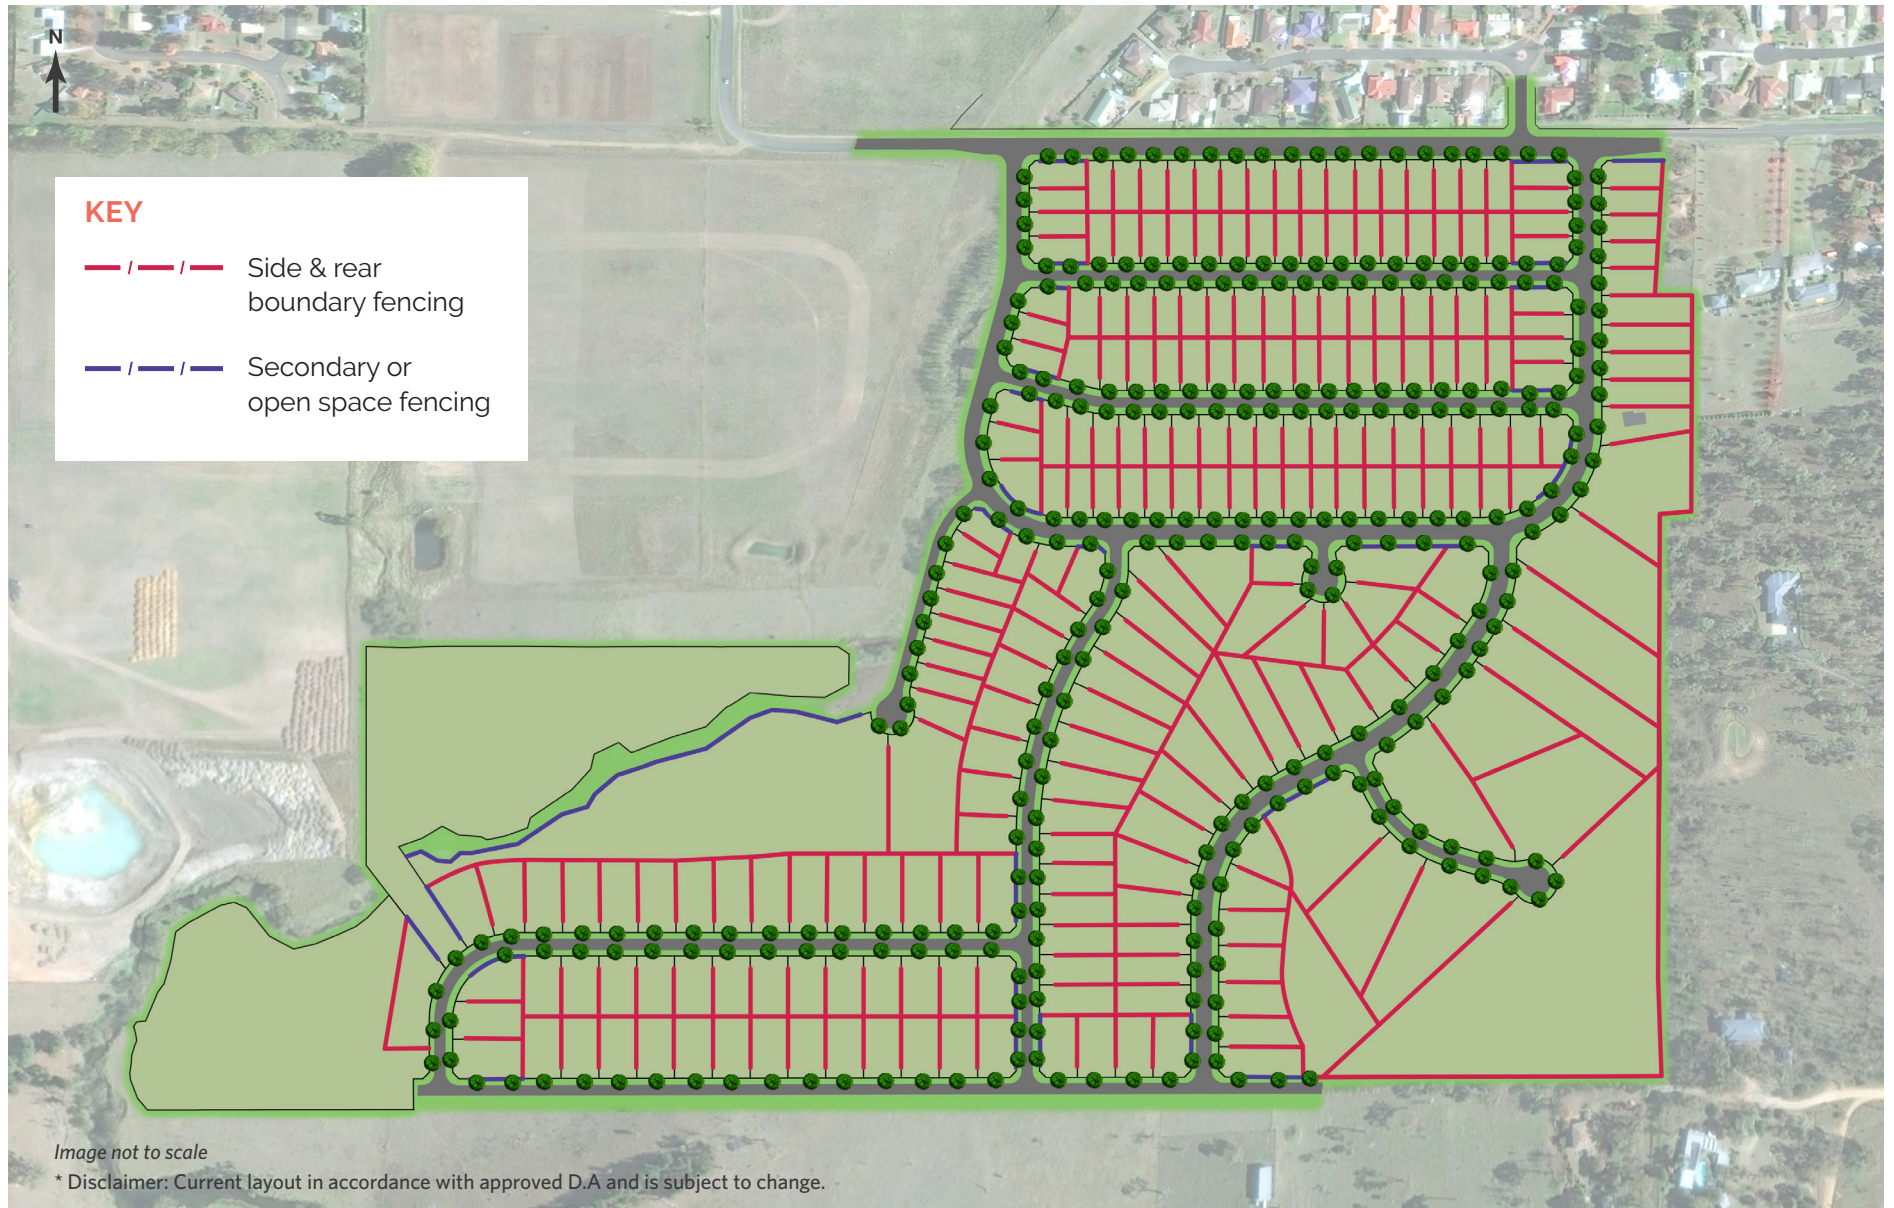 N
KEY
Side & rear
boundary fencing
Secondary or
open space fencing
Image not to scale
* Disclaimer: Current layout in accordance with approved D.A and is subject to change.